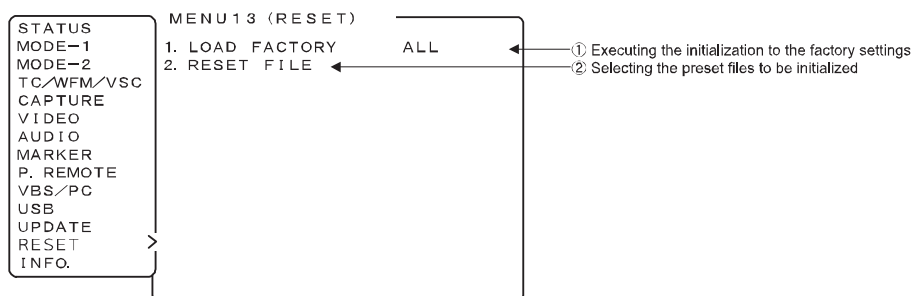 STATUS
MODE-1
MODE-2
TC/WFM/VSC
CAPTURE
VIDEO
AUDIO
MARKER
P. REMOTE
VBS/PC
USB
UPDATE
RESET >
INFO.
MENU13 (RESET)
1. LOAD FACTORY ALL
2. RESET FILE
① Executing the initialization to the factory settings
② Selecting the preset files to be initialized